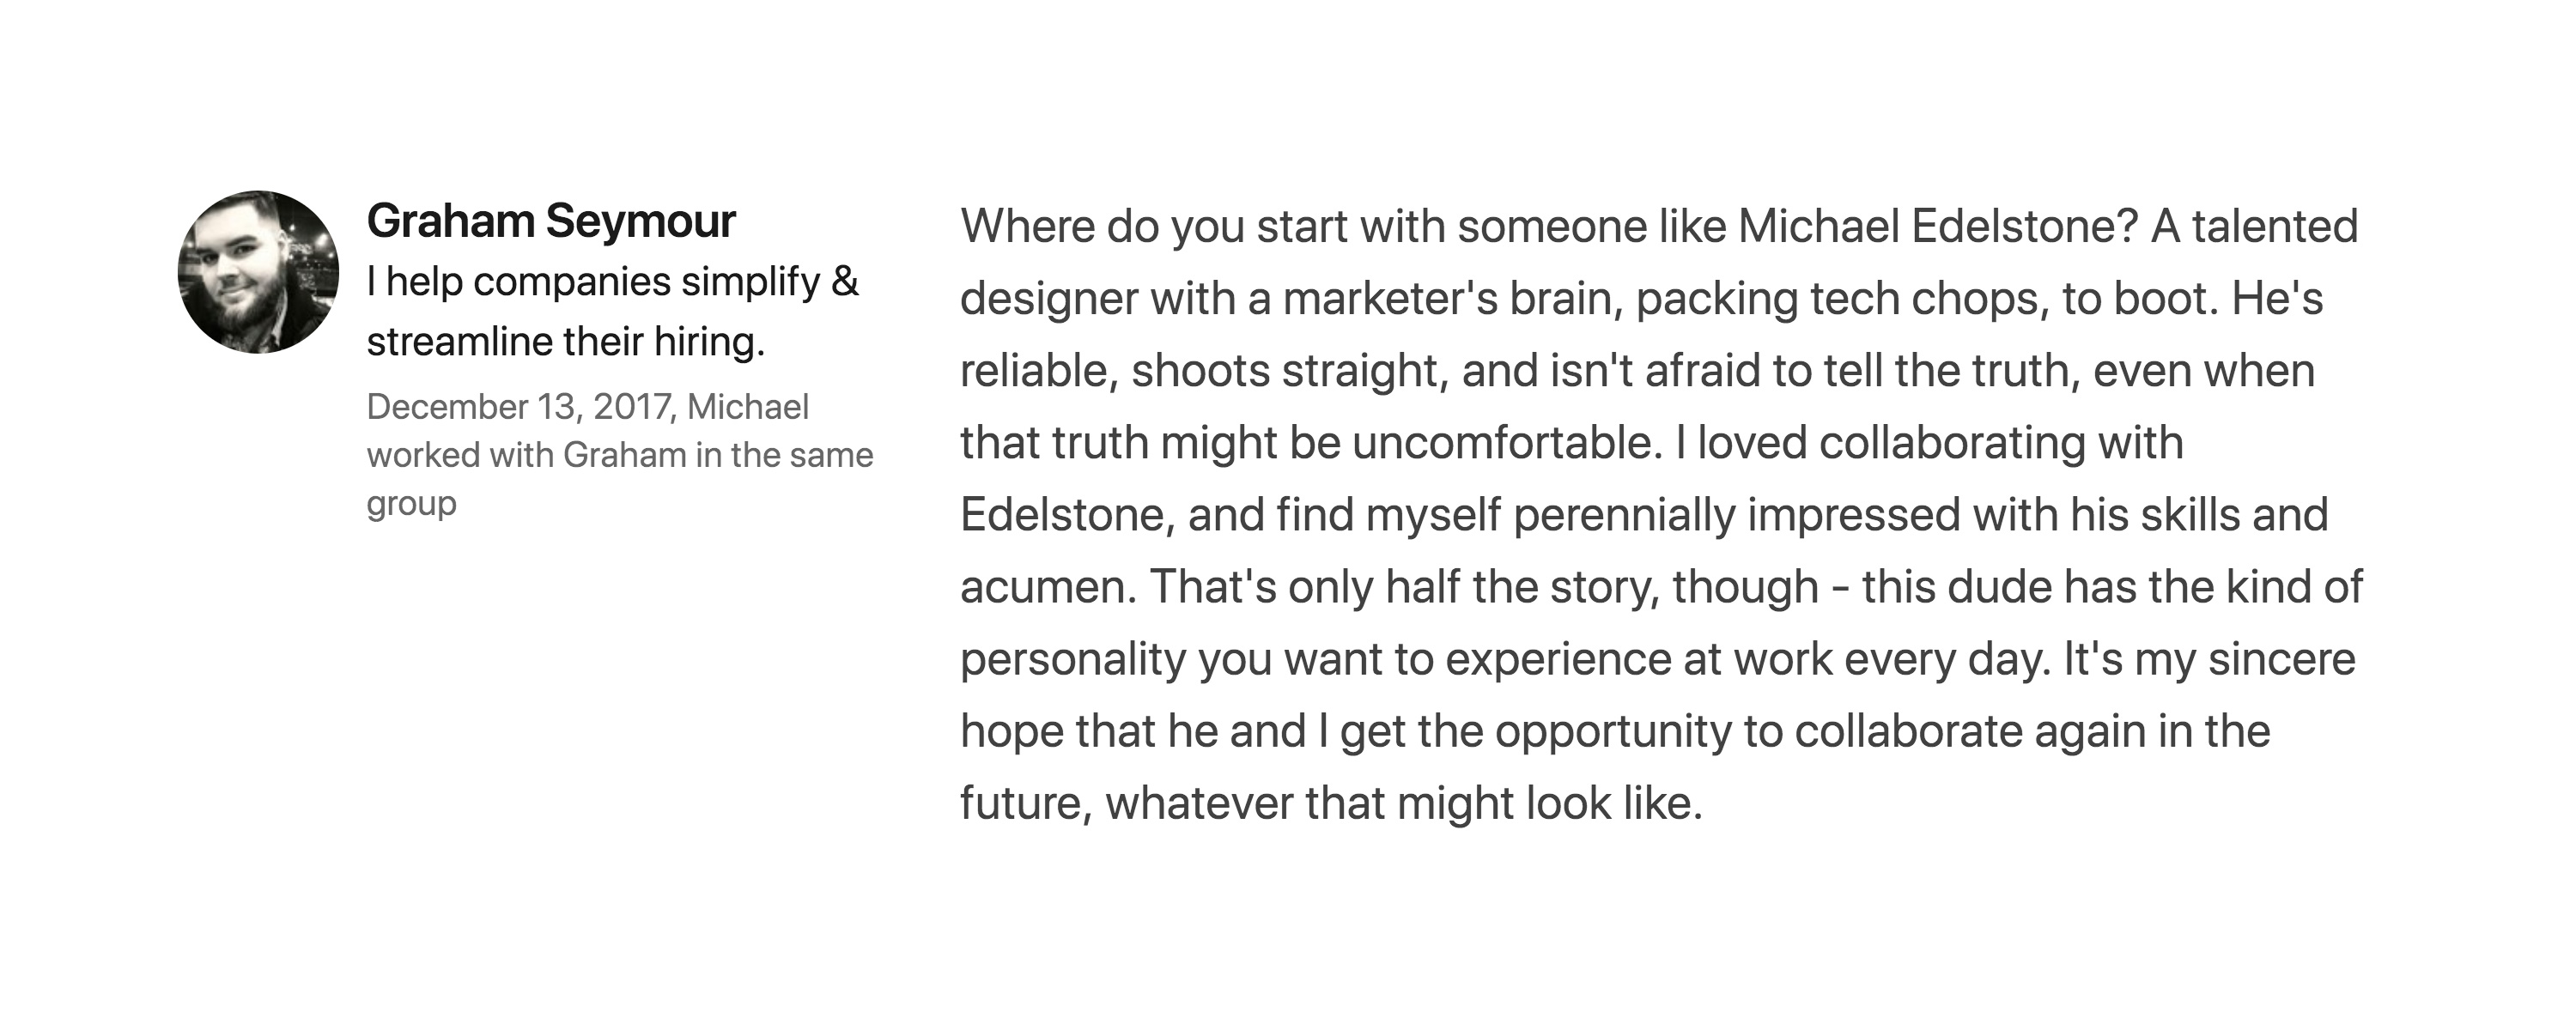 Graham Seymour
I help companies simplify &
streamline their hiring.
December 13, 2017, Michael
worked with Graham in the same
group
Where do you start with someone like Michael Edelstone? A talented
designer with a marketer's brain, packing tech chops, to boot. He's
reliable, shoots straight, and isn't afraid to tell the truth, even when
that truth might be uncomfortable. I loved collaborating with
Edelstone, and find myself perennially impressed with his skills and
acumen. That's only half the story, though - this dude has the kind of
personality you want to experience at work every day. It's my sincere
hope that he and I get the opportunity to collaborate again in the
future, whatever that might look like.